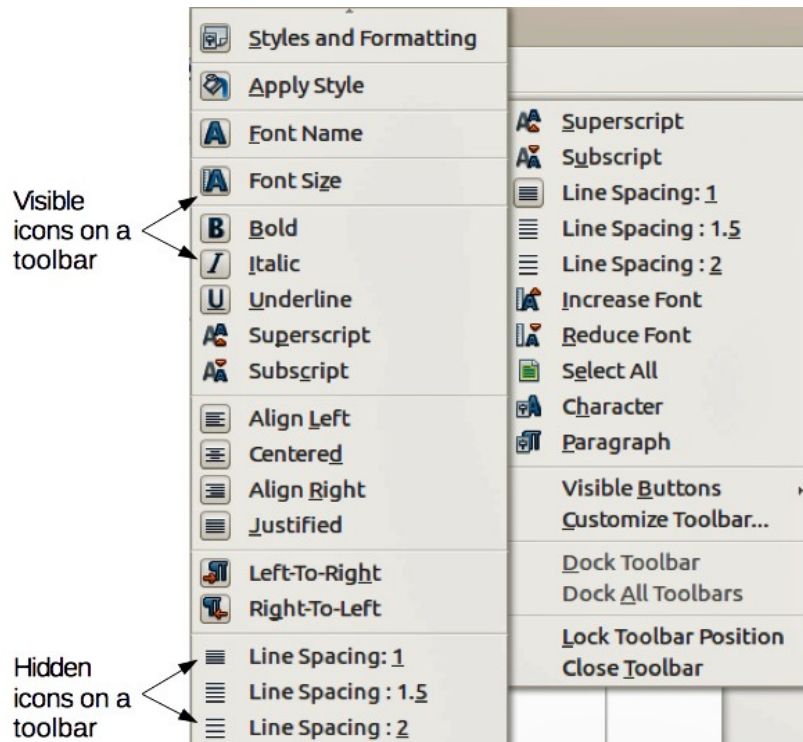 Styles and Formatting
Apply Style
Font Name
Font Size
Visible
icons on a
toolbar
Bold
Italic
Underline
Superscript
Subscript
Align Left
Centered
Align Right
Justified
Left-To-Right
Right-To-Left
Hidden
icons on a
toolbar
Line Spacing: 1
Line Spacing : 1.5
Line Spacing : 2
Superscript
Subscript
Line Spacing: 1
Line Spacing : 1.5
Line Spacing : 2
Increase Font
Reduce Font
Select All
Character
Paragraph
Visible Buttons
Customize Toolbar...
Dock Toolbar
Dock All Toolbars
Lock Toolbar Position
Close Toolbar